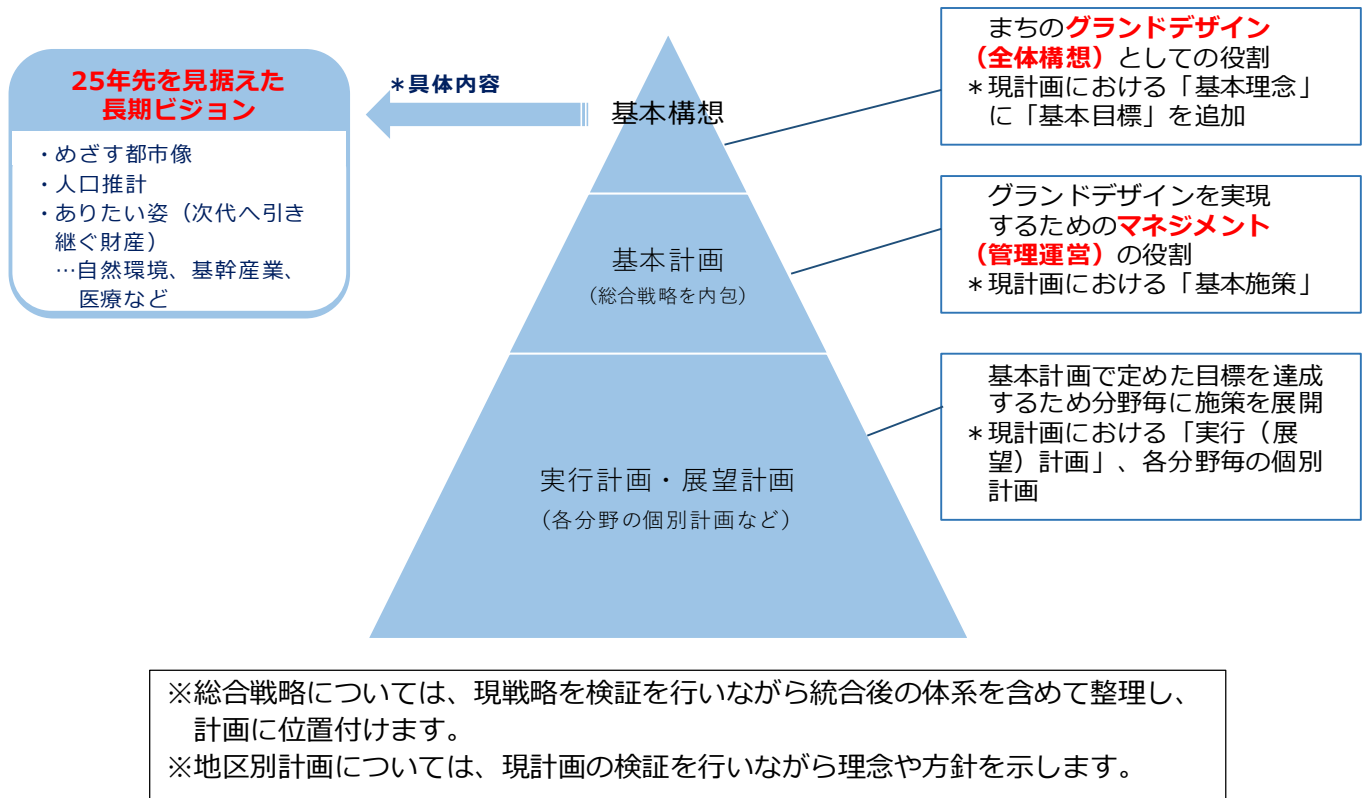 25年先を見据えた
長期ビジョン
・めざす都市像
・人口推計
・ありたい姿（次代へ引き
継ぐ財産）
…自然環境、基幹産業、
医療など
＊具体内容
基本構想
基本計画
（総合戦略を内包）
実行計画・展望計画
（各分野の個別計画など）
まちのグランドデザイン
（全体構想）としての役割
＊現計画における「基本理念」
に「基本目標」を追加
グランドデザインを実現
するためのマネジメント
（管理運営）の役割
＊現計画における「基本施策」
基本計画で定めた目標を達成
するため分野毎に施策を展開
＊現計画における「実行（展
望）計画」、各分野毎の個別
計画
※総合戦略については、現戦略を検証を行いながら統合後の体系を含めて整理し、
計画に位置付けます。
※地区別計画については、現計画の検証を行いながら理念や方針を示します。